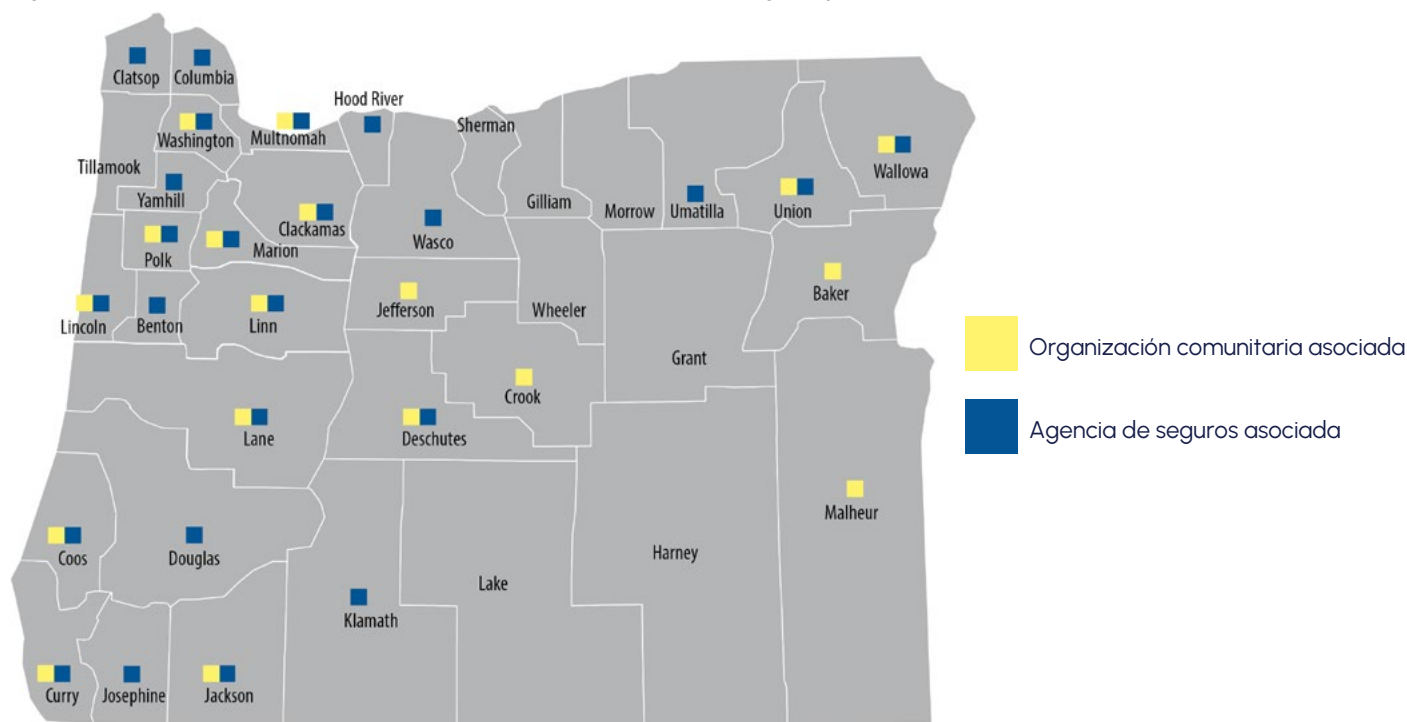 Clatsop
Columbia
Hood River
Washington
Multnomah
Sherman
Tillamook
Yamhill
Clackamas
Gilliam
Morrow
Umatilla
Union
Wallowa
Polk
Marion
Wasco
Baker
Lincoln
Benton
Linn
Jefferson
Wheeler
Grant
Organización comunitaria asociada
Lane
Deschutes
Crook
Agencia de seguros asociada
Malheur
Coos
Douglas
Harney
Lake
Klamath
Curry
Josephine
Jackson